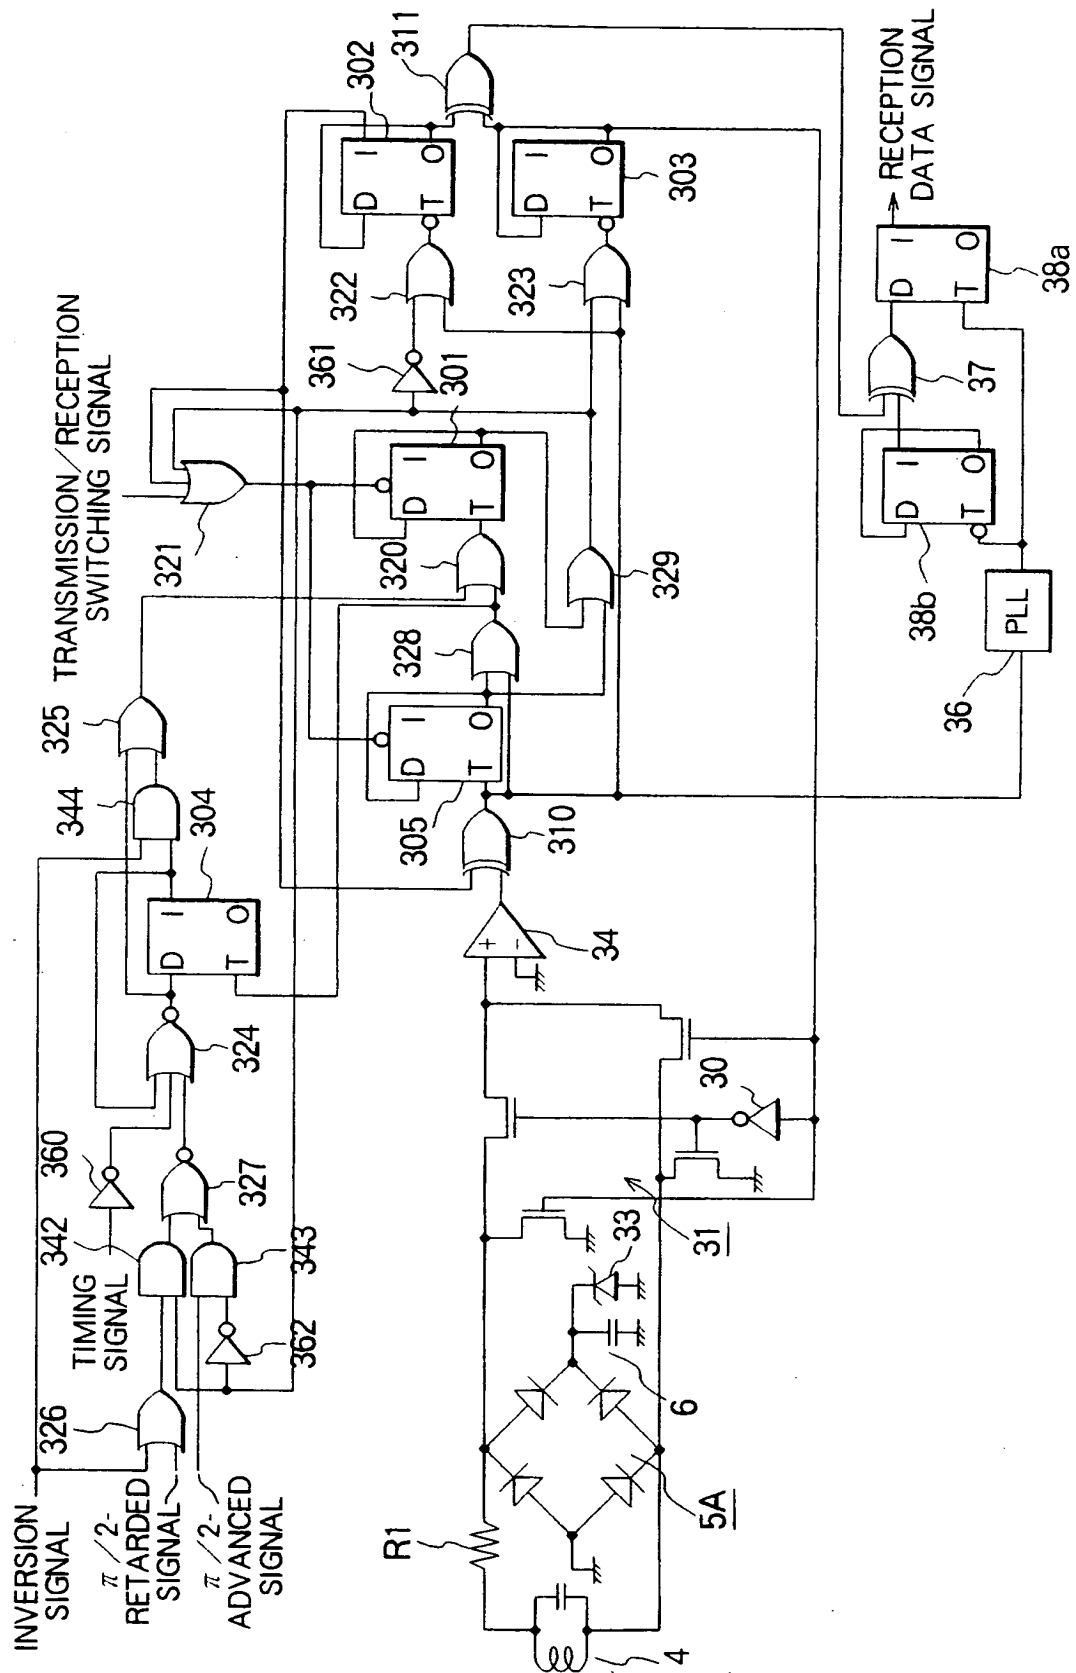 INVERSION
SIGNAL
π/2-
RETARDED
SIGNAL
π/2-
ADVANCED
SIGNAL
326
TIMING
SIGNAL
342
360
362
343
327
324
D
I
T
O
304
344
325
TRANSMISSION/RECEPTION
SWITCHING SIGNAL
321
320
328
D
I
T
O
305
310
34
+
-
D
I
T
O
301
361
329
322
323
D
I
T
O
302
D
I
T
O
303
311
RECEPTION
DATA SIGNAL
D
I
T
O
38a
37
D
I
T
O
38b
PLL
36
30
31
33
6
5A
R1
4